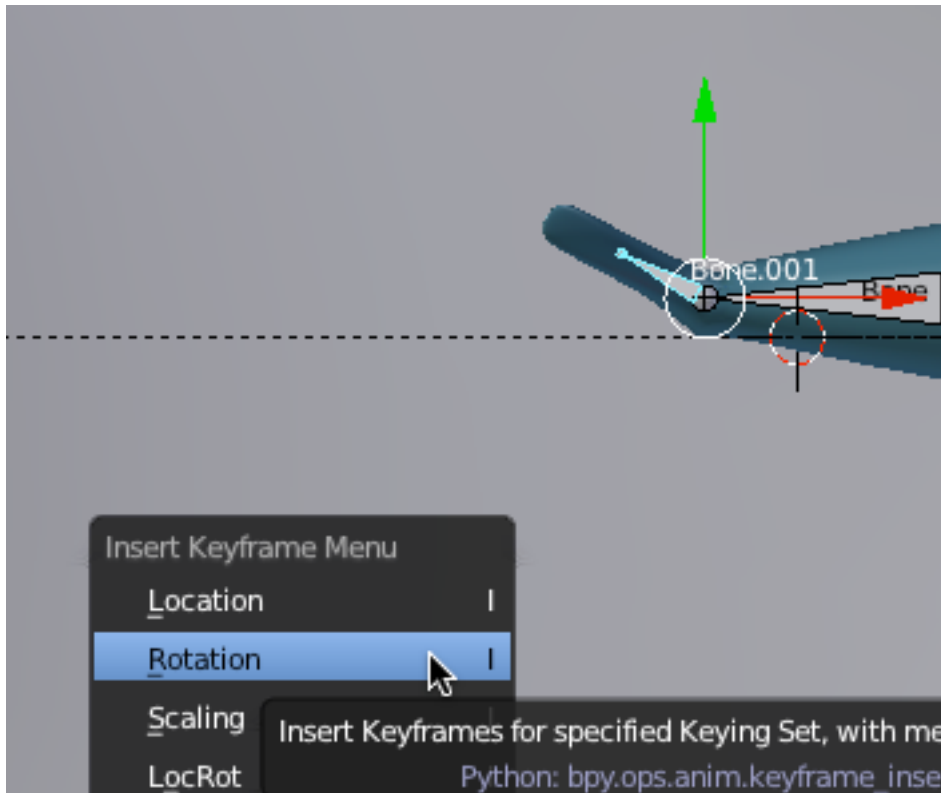 Bone.001
Bone
Insert Keyframe Menu
Location I
Rotation I
Scaling
Insert Keyframes for specified Keying Set, with me
LocRot
Python: bpy.ops.anim.keyframe_inse